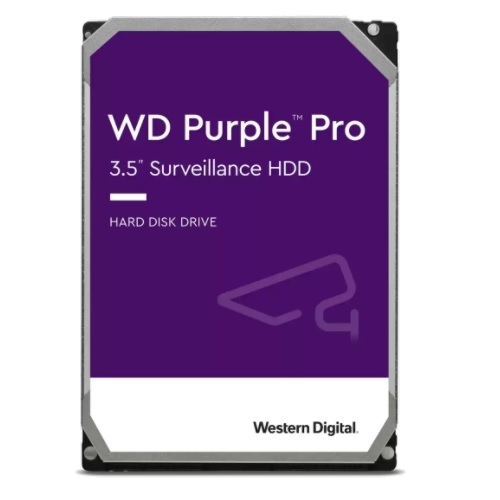 WD Purple™ Pro
3.5" Surveillance HDD
HARD DISK DRIVE
Western Digital.